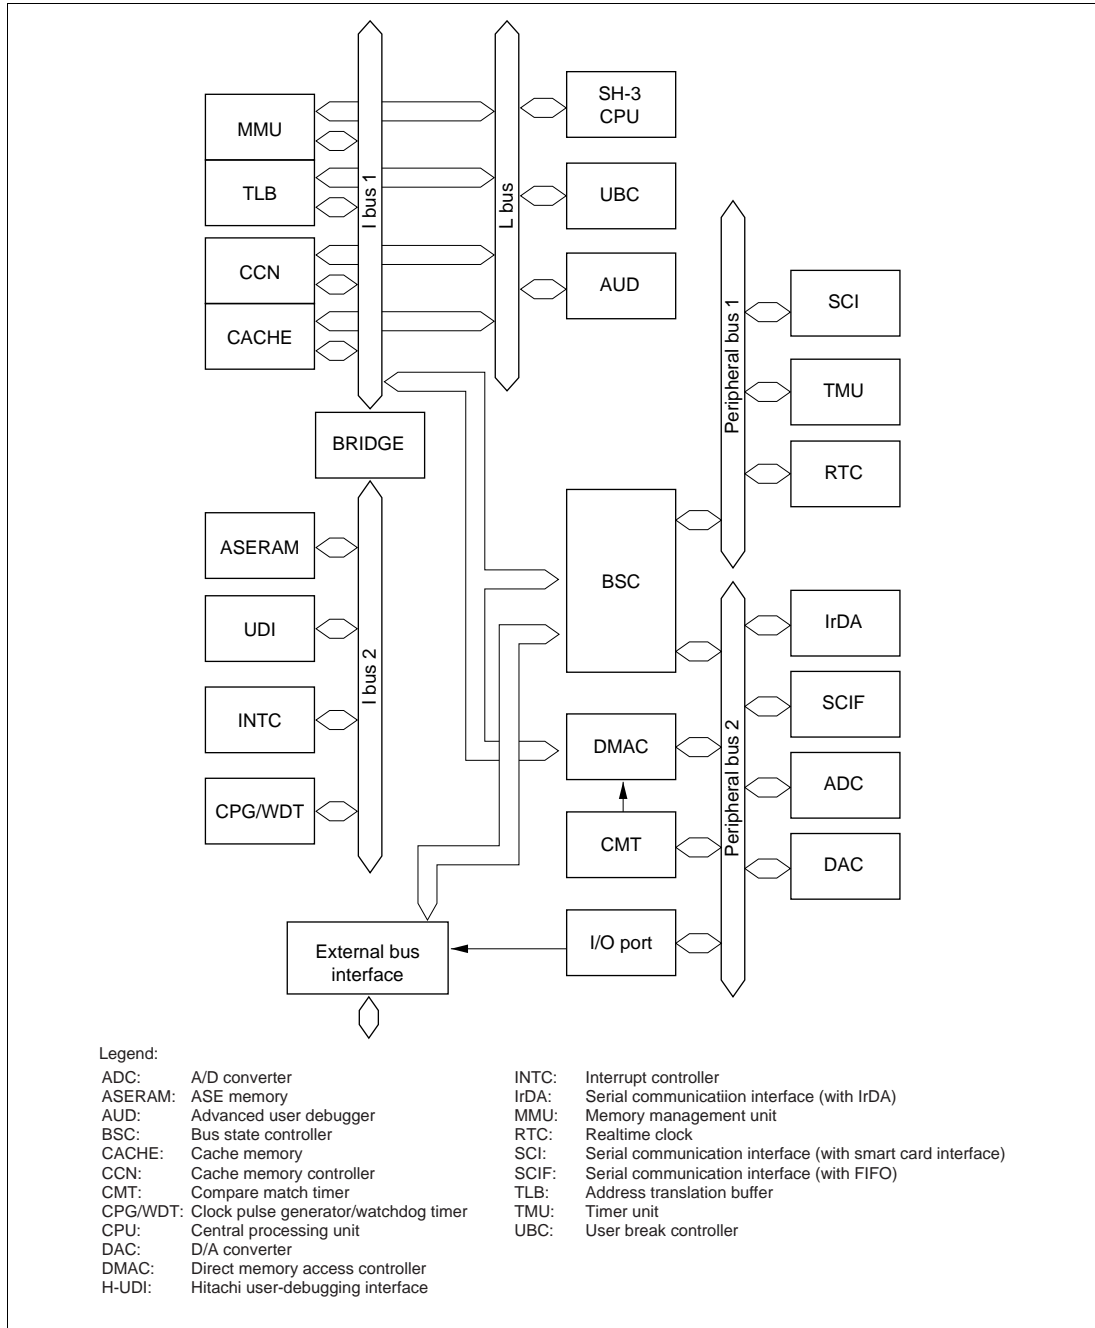 MMU
TLB
CCN
CACHE
I bus 1
L bus
SH-3
CPU
UBC
AUD
Peripheral bus 1
SCI
TMU
RTC
BRIDGE
ASERAM
UDI
INTC
CPG/WDT
I bus 2
BSC
DMAC
CMT
I/O port
Peripheral bus 2
IrDA
SCIF
ADC
DAC
External bus
interface
Legend:
ADC: A/D converter
ASERAM: ASE memory
AUD: Advanced user debugger
BSC: Bus state controller
CACHE: Cache memory
CCN: Cache memory controller
CMT: Compare match timer
CPG/WDT: Clock pulse generator/watchdog timer
CPU: Central processing unit
DAC: D/A converter
DMAC: Direct memory access controller
H-UDI: Hitachi user-debugging interface
INTC: Interrupt controller
IrDA: Serial communicatiion interface (with IrDA)
MMU: Memory management unit
RTC: Realtime clock
SCI: Serial communication interface (with smart card interface)
SCIF: Serial communication interface (with FIFO)
TLB: Address translation buffer
TMU: Timer unit
UBC: User break controller